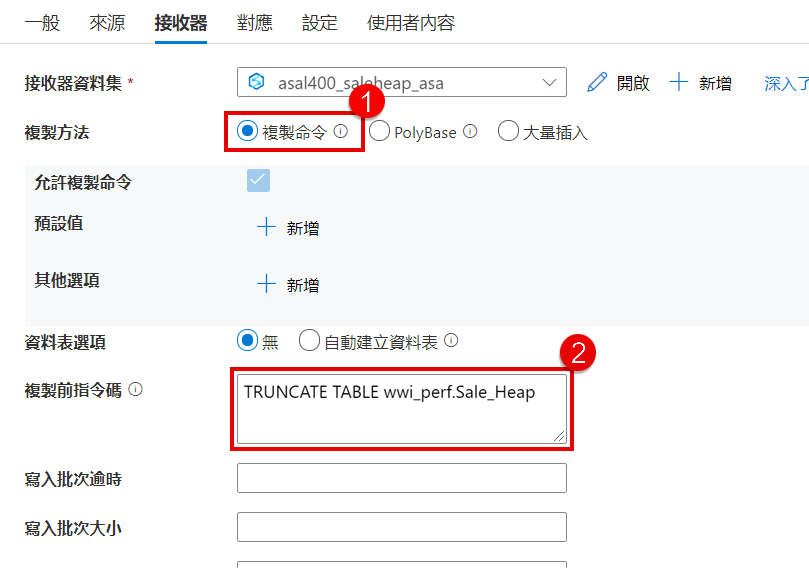 一般 來源 接收器 對應 設定 使用者內容
接收器資料集 * asal400_saleheap_asa 開啟 新增 深入了
1
複製方法 複製命令 PolyBase 大量插入
允許複製命令
預設值 新增
其他選項 新增
資料表選項 無 自動建立資料表
2
複製前指令碼 TRUNCATE TABLE wwi_perf.Sale_Heap
寫入批次逾時
寫入批次大小